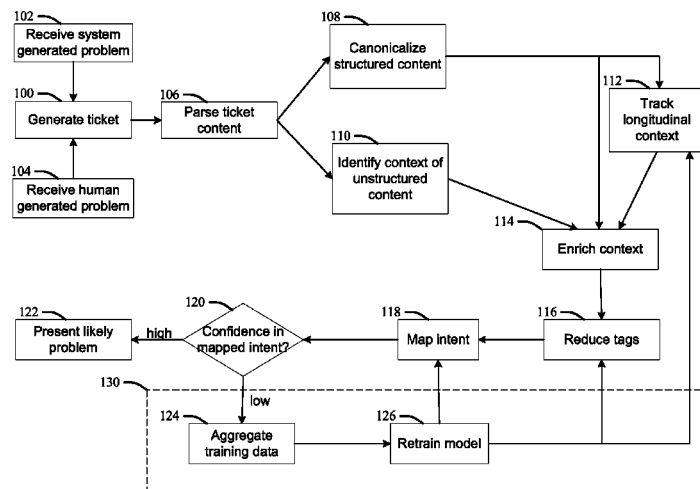 102
Receive system
generated problem
100
Generate ticket
104
Receive human
generated problem
106
Parse ticket
content
108
Canonicalize
structured content
110
Identify context of
unstructured
content
112
Track
longitudinal
context
114
Enrich context
116
Reduce tags
118
Map intent
120
Confidence in
mapped intent?
high
122
Present likely
problem
low
130
124
Aggregate
training data
126
Retrain model